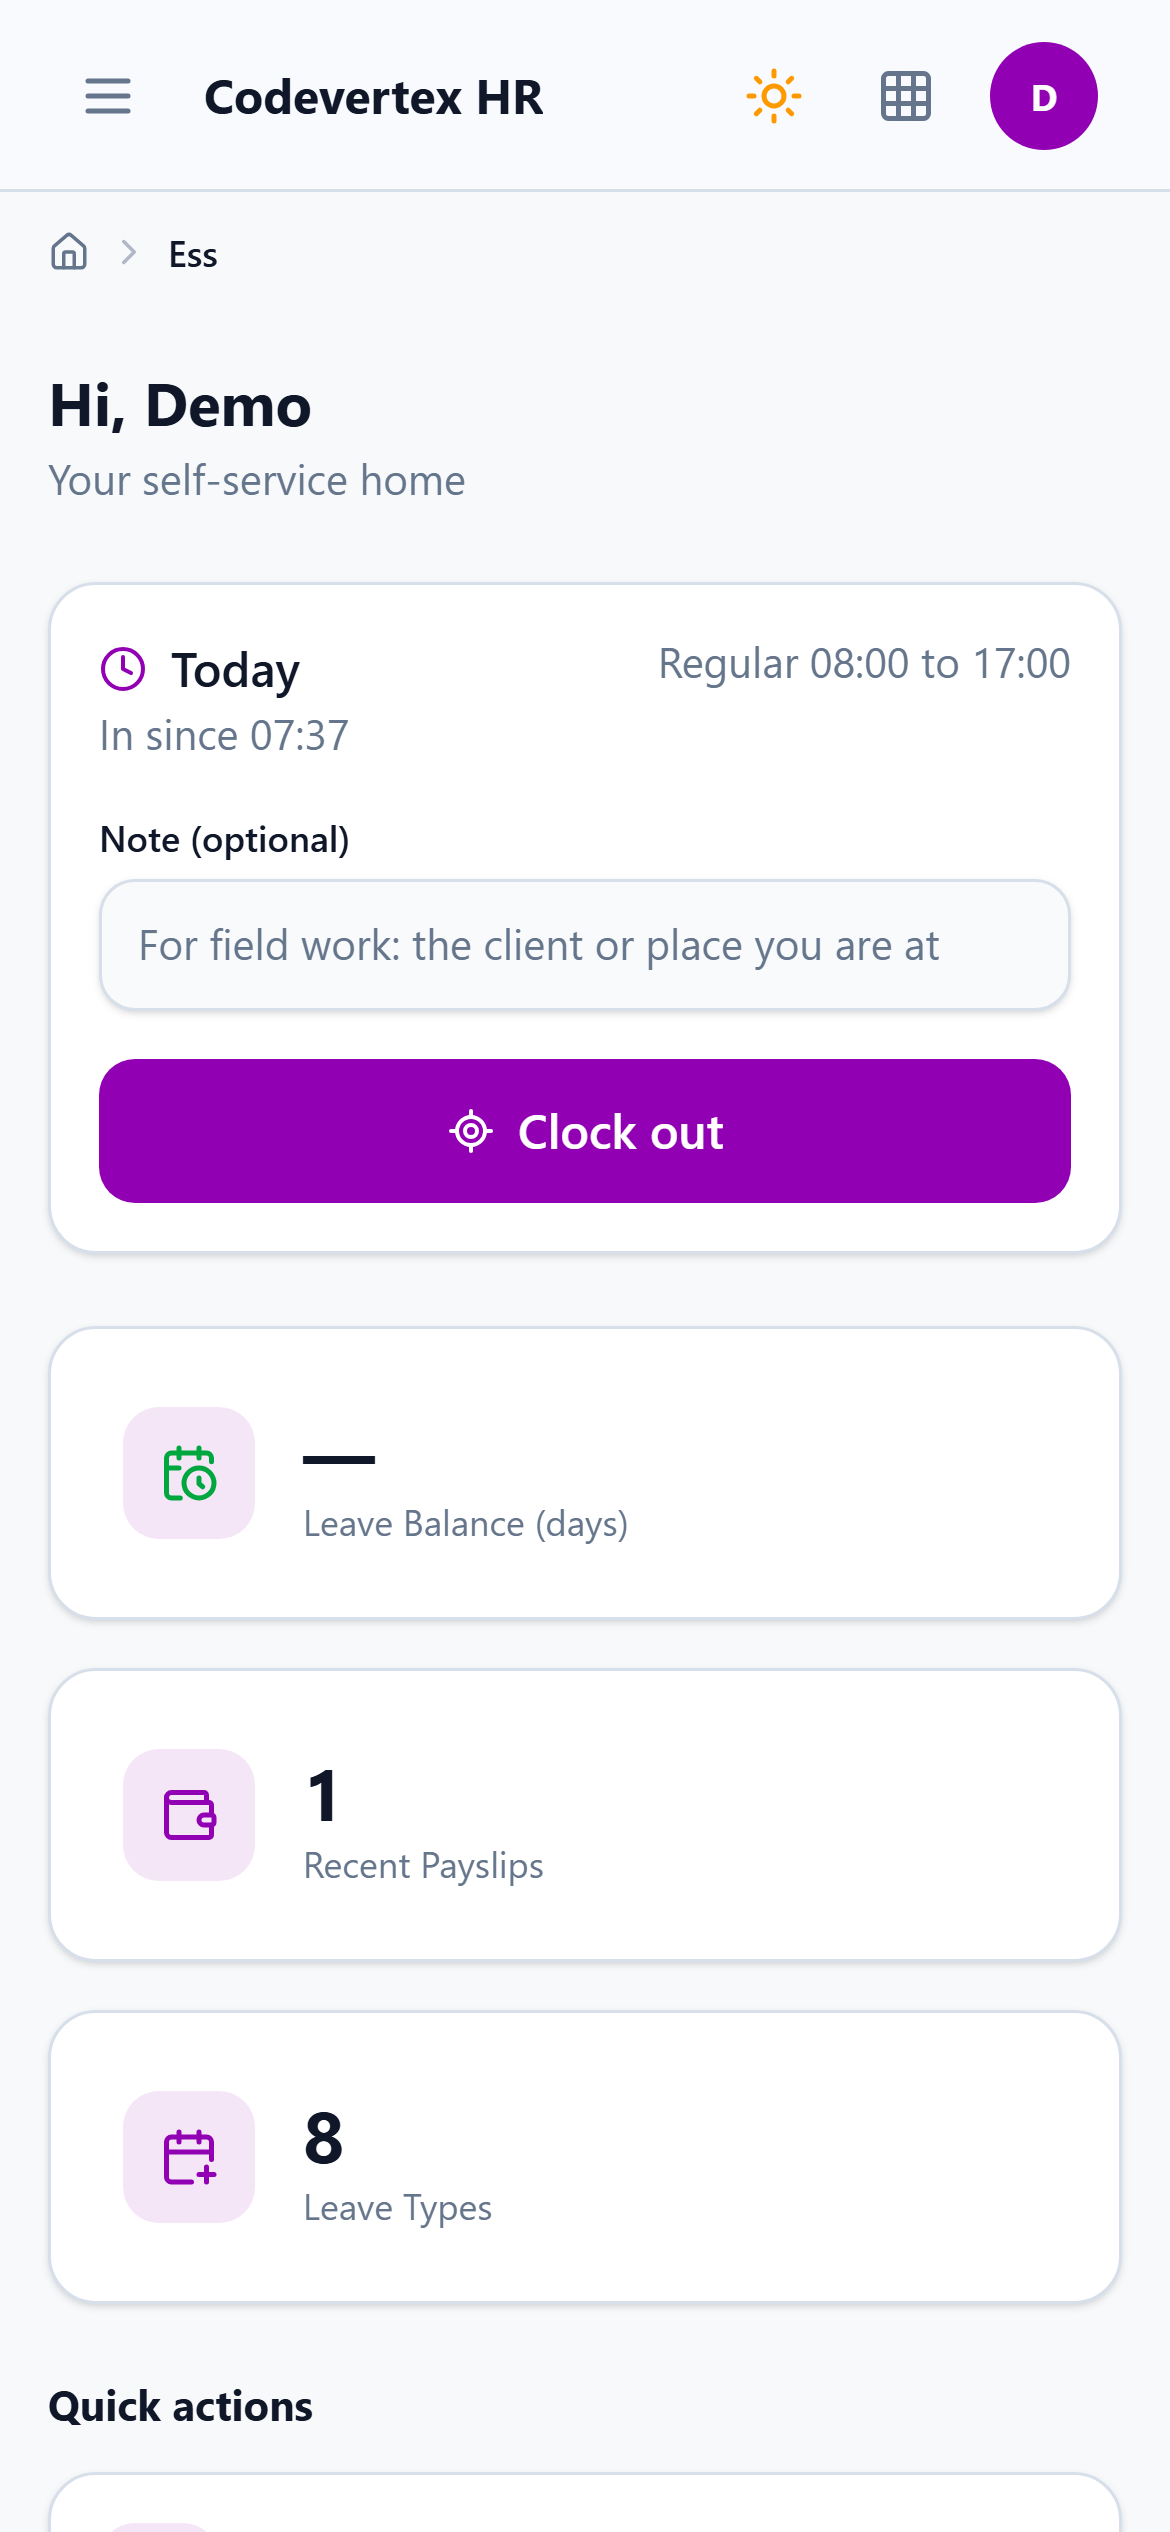 Codevertex HR
D
Ess
Hi, Demo
Your self-service home
Today
Regular 08:00 to 17:00
In since 07:37
Note (optional)
For field work: the client or place you are at
Clock out
—
Leave Balance (days)
1
Recent Payslips
8
Leave Types
Quick actions